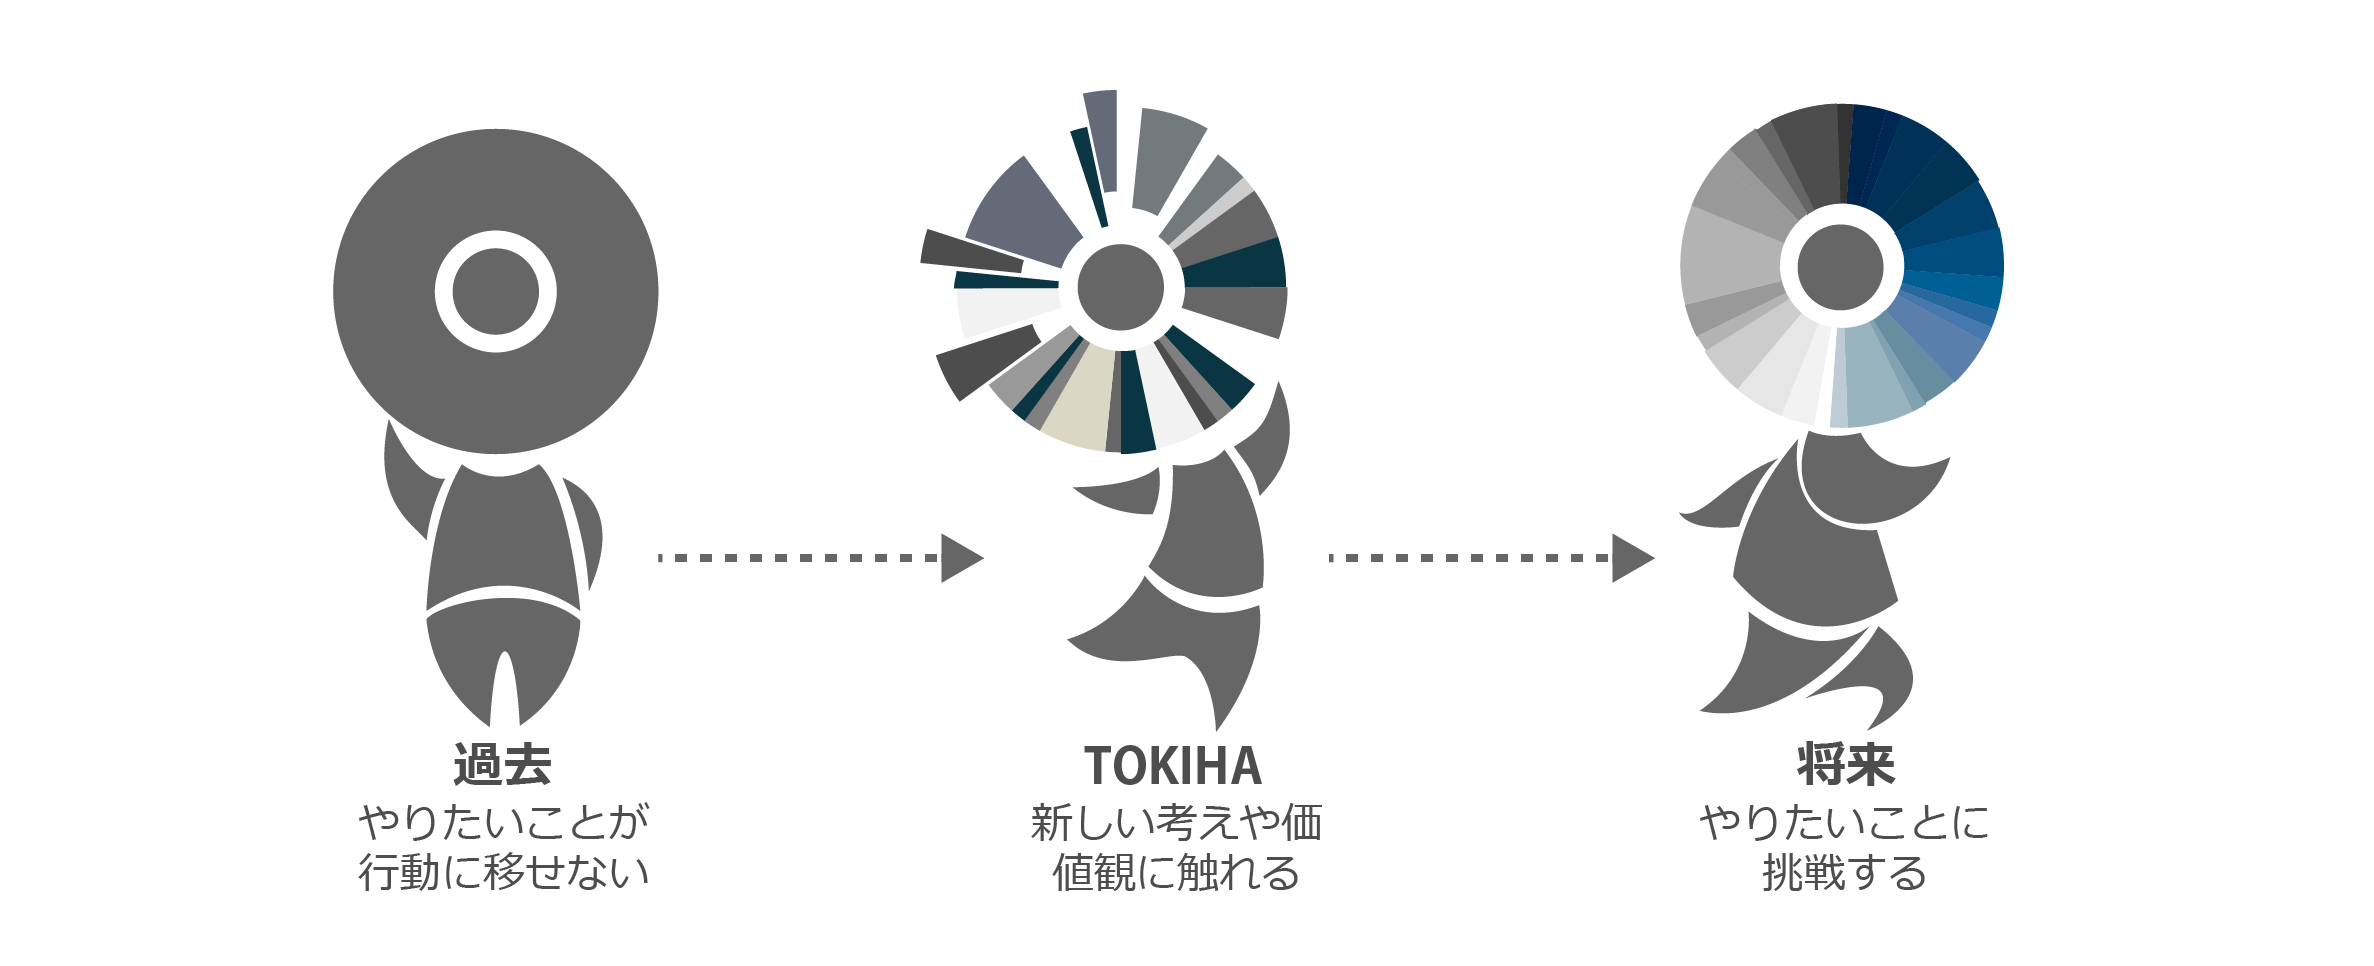 過去
やりたいことが
行動に移せない
TOKIHA
新しい考えや価
値観に触れる
将来
やりたいことに
挑戦する